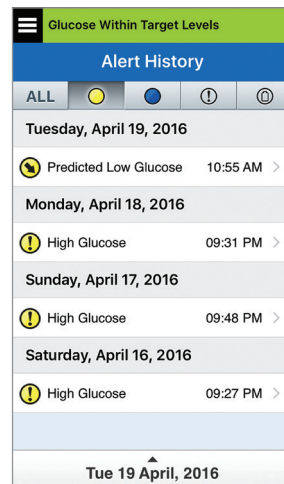 Glucose Within Target Levels
Alert History
ALL
Tuesday, April 19, 2016
Predicted Low Glucose 10:55 AM
Monday, April 18, 2016
High Glucose 09:31 PM
Sunday, April 17, 2016
High Glucose 09:48 PM
Saturday, April 16, 2016
High Glucose 09:27 PM
Tue 19 April, 2016